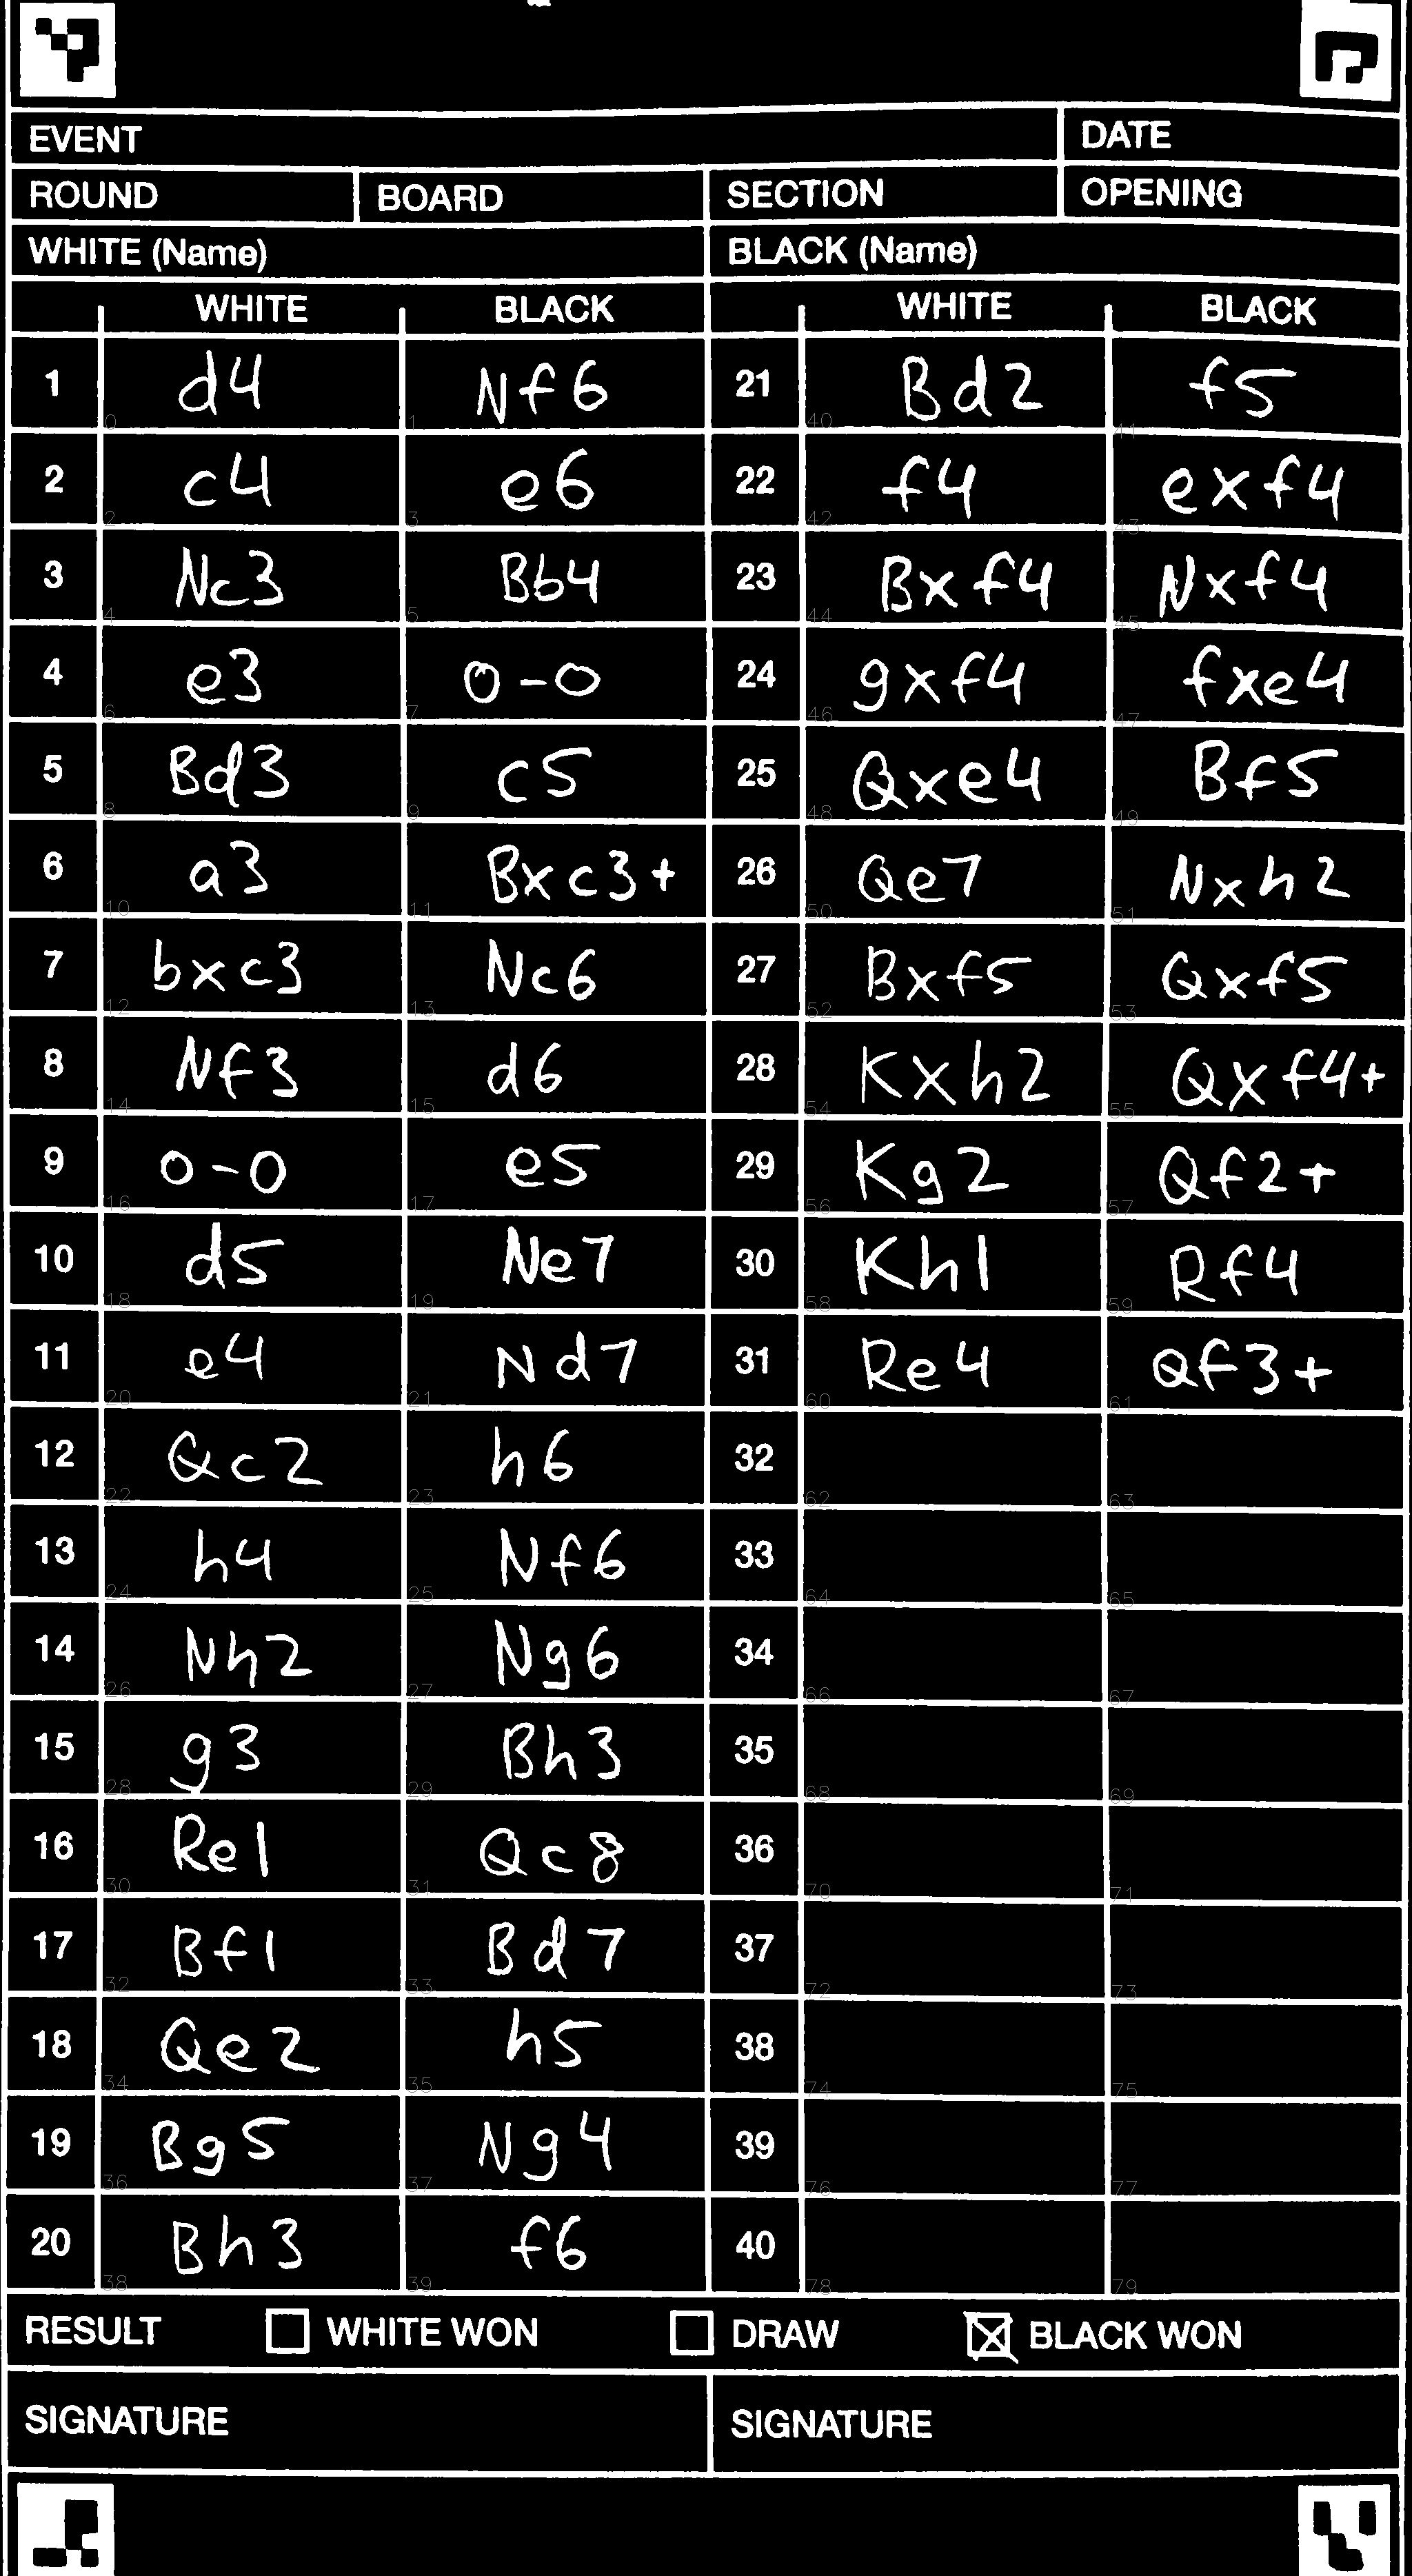 EVENT DATE
ROUND BOARD SECTION OPENING
WHITE (Name) BLACK (Name)
WHITE BLACK WHITE BLACK
1 d4 Nf6 21 Bd2 f5
2 c4 e6 22 f4 exf4
3 Nc3 Bb4 23 Bxf4 Nxf4
4 e3 0-0 24 gxf4 fxe4
5 Bd3 c5 25 Qxe4 Bf5
6 a3 Bxc3+ 26 Qe7 Nxh2
7 bxc3 Nc6 27 Bxf5 Qxf5
8 Nf3 d6 28 Kxh2 Qxf4+
9 0-0 e5 29 Kg2 Qf2+
10 d5 Ne7 30 Kh1 Rf4
11 e4 Nd7 31 Re4 Qf3+
12 Qc2 h6 32
13 h4 Nf6 33
14 Nh2 Ng6 34
15 g3 Bh3 35
16 Re1 Qc8 36
17 Bf1 Bd7 37
18 Qe2 h5 38
19 Bg5 Ng4 39
20 Bh3 f6 40
RESULT WHITE WON DRAW BLACK WON
SIGNATURE SIGNATURE